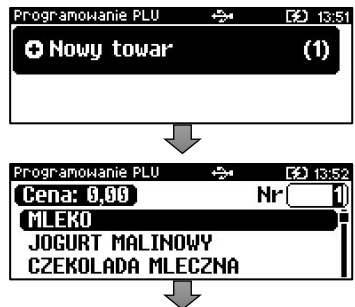 Programowanie PLU 13:51
Nowy towar (1)
Programowanie PLU 13:52
Cena: 0,00 Nr 1
MLEKO
JOGURT MALINOWY
CZEKOLADA MLECZNA